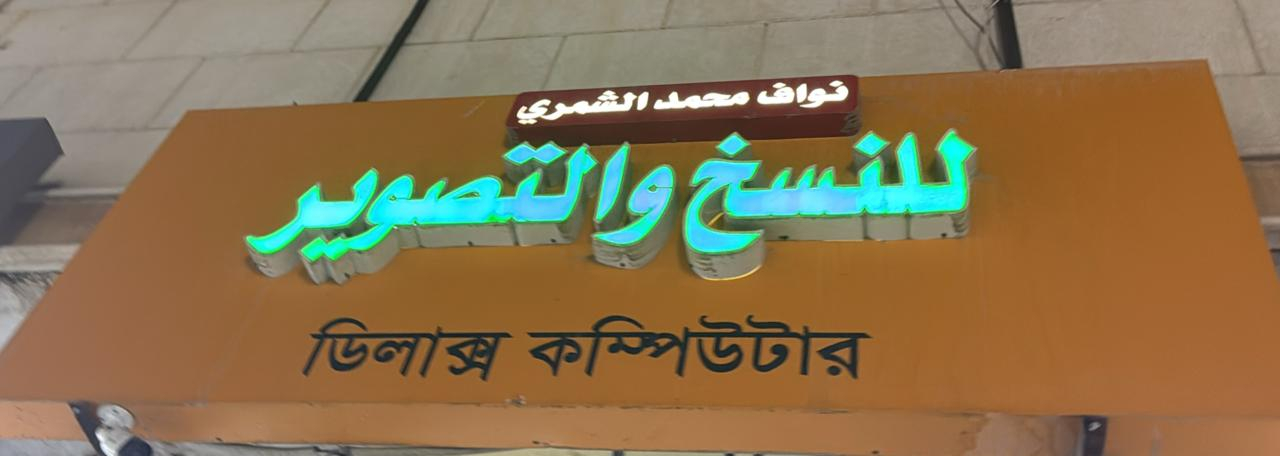 نواف محمد الشمري
للنسخ والتصوير
ডিলাক্স কম্পিউটার